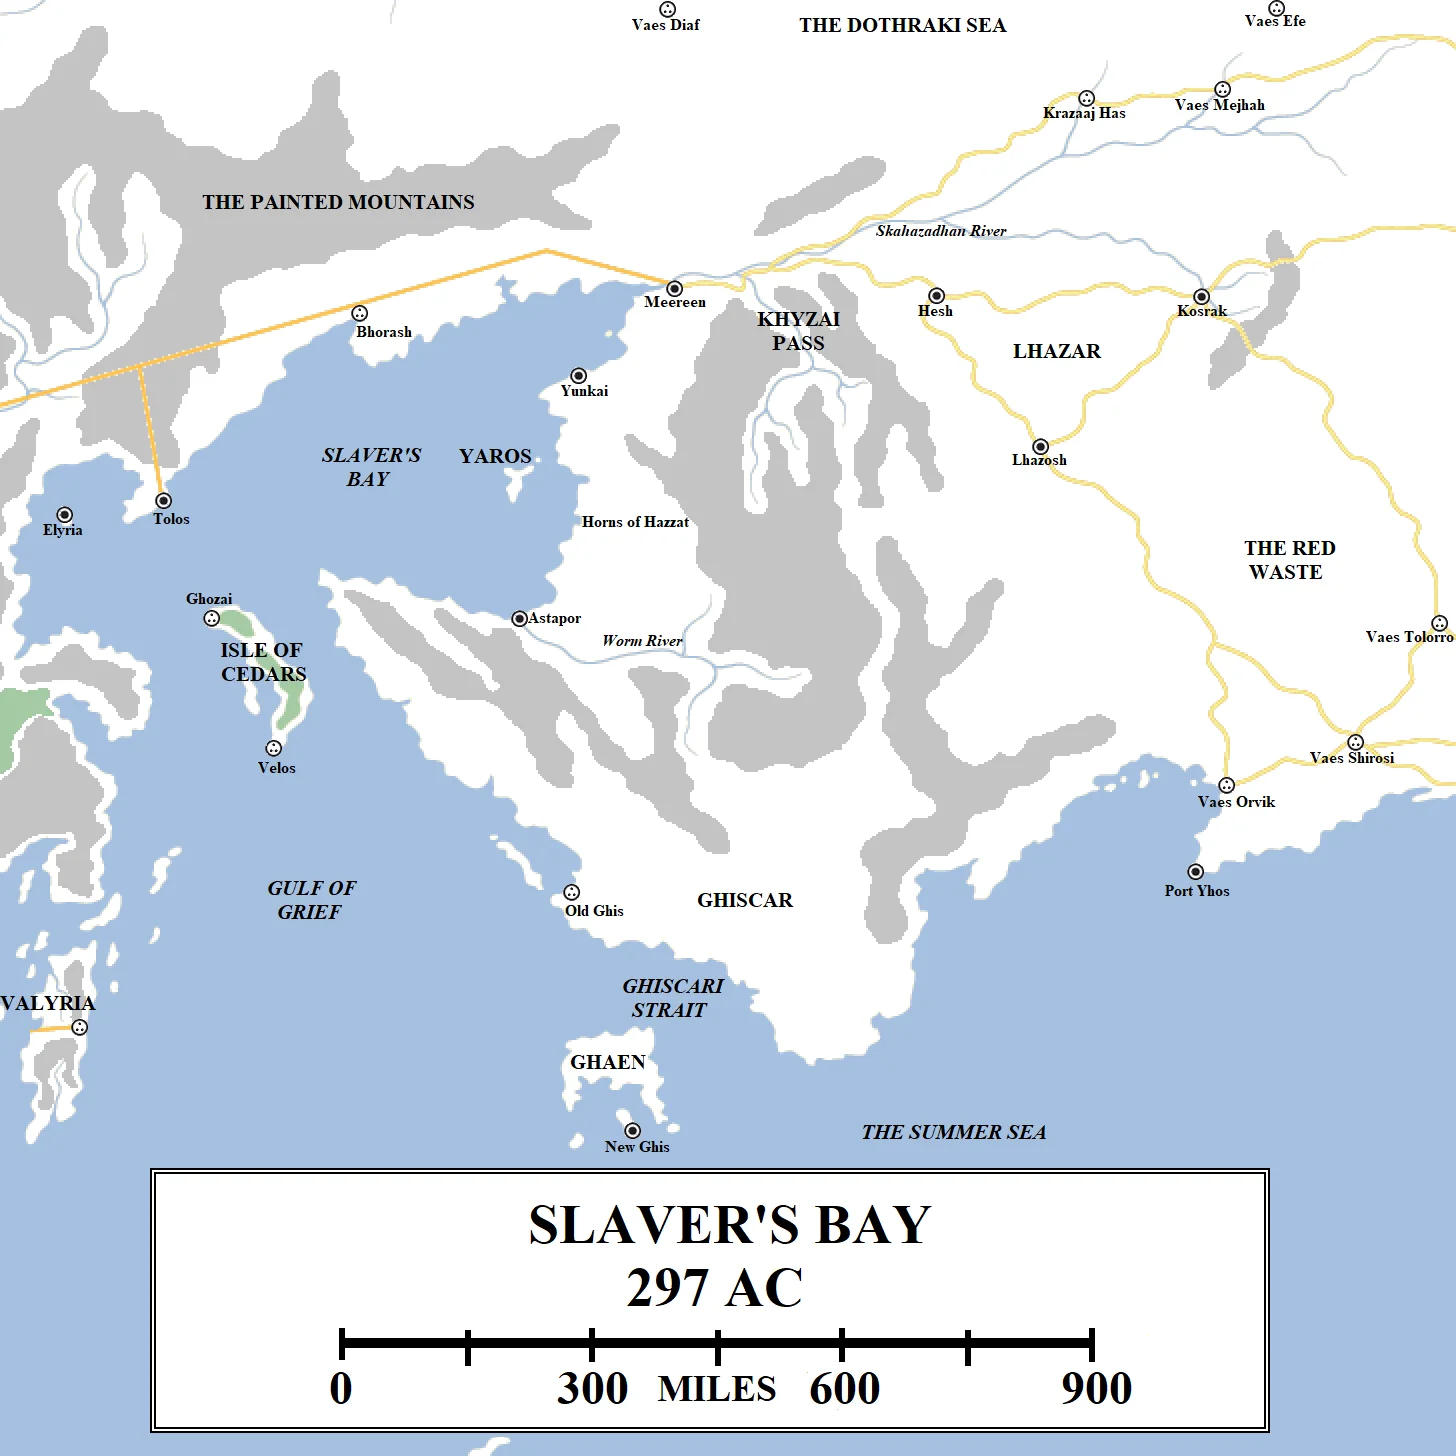 Vaes Diaf
THE DOTHRAKI SEA
Vaes Efe
Krazaaj Has
Vaes Mejhah
THE PAINTED MOUNTAINS
Skahazadhan River
Meereen
Hesh
Kosrak
Bhorash
KHYZAI
PASS
LHAZAR
Yunkai
SLAVER'S
BAY
YAROS
Lhazosh
Elyria
Tolos
Horns of Hazzat
THE RED
WASTE
Ghozai
Astapor
Worm River
Vaes Tolorro
ISLE OF
CEDARS
Velos
Vaes Shirosi
Vaes Orvik
GULF OF
GRIEF
Old Ghis
GHISCAR
Port Yhos
GHISCARI
STRAIT
VALYRIA
GHAEN
New Ghis
THE SUMMER SEA
SLAVER'S BAY
297 AC
0 300 MILES 600 900